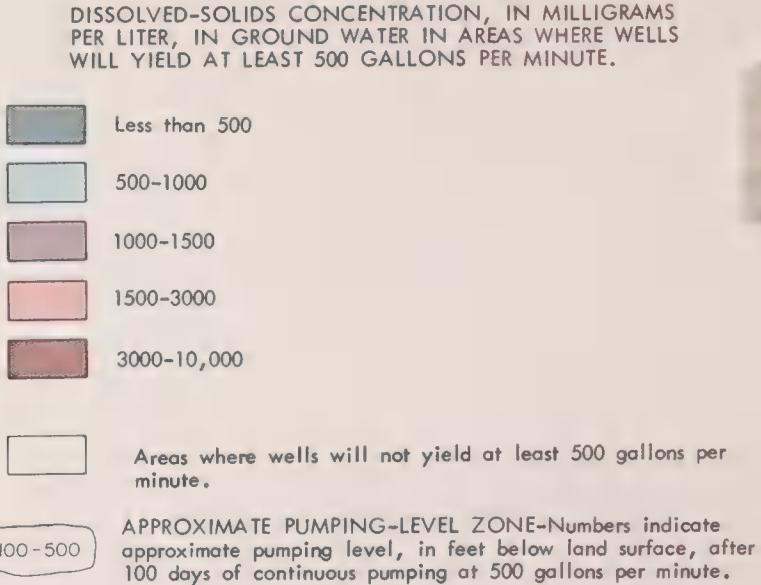 DISSOLVED-SOLIDS CONCENTRATION, IN MILLIGRAMS
PER LITER, IN GROUND WATER IN AREAS WHERE WELLS
WILL YIELD AT LEAST 500 GALLONS PER MINUTE.
Less than 500
500-1000
1000-1500
1500-3000
3000-10,000
Areas where wells will not yield at least 500 gallons per
minute.
APPROXIMATE PUMPING-LEVEL ZONE-Numbers indicate
100-500 approximate pumping level, in feet below land surface, after
100 days of continuous pumping at 500 gallons per minute.